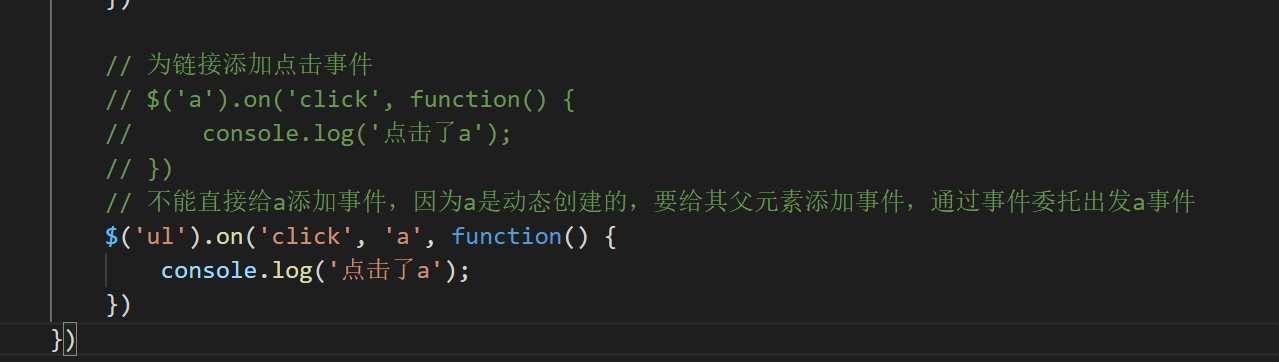 })
// 为链接添加点击事件
// $('a').on('click', function() {
//     console.log('点击了a');
// })
// 不能直接给a添加事件，因为a是动态创建的，要给其父元素添加事件，通过事件委托出发a事件
$('ul').on('click', 'a', function() {
    console.log('点击了a');
})
})